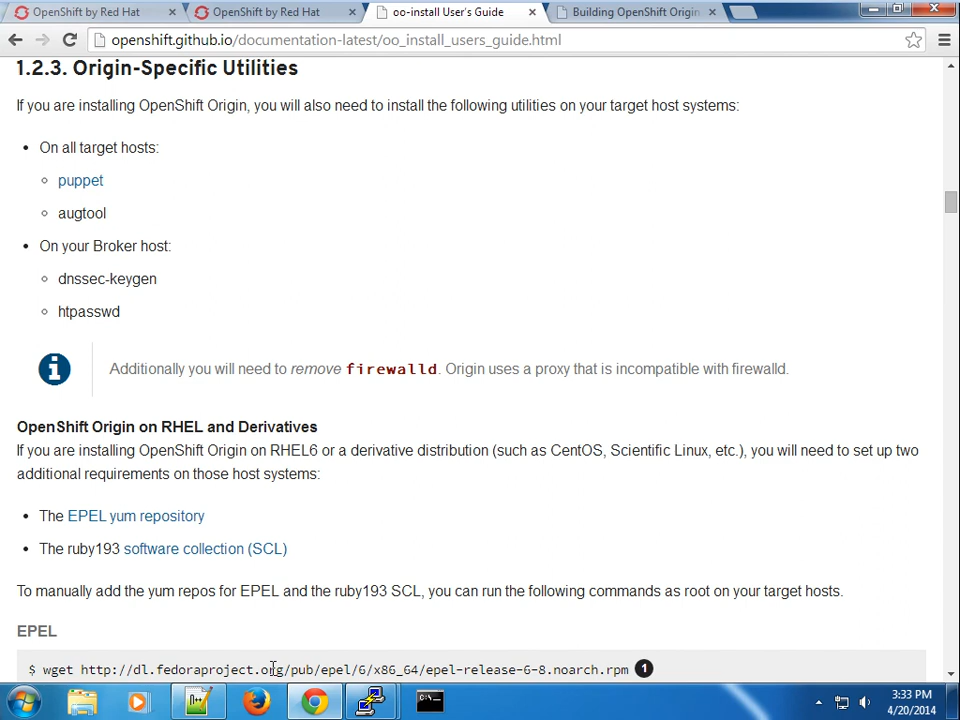 OpenShift by Red Hat
OpenShift by Red Hat
oo-install User's Guide
Building OpenShift Origin
openshift.github.io/documentation-latest/oo_install_users_guide.html
1.2.3. Origin-Specific Utilities
If you are installing OpenShift Origin, you will also need to install the following utilities on your target host systems:
On all target hosts:
puppet
augtool
On your Broker host:
dnssec-keygen
htpasswd
Additionally you will need to remove firewalld. Origin uses a proxy that is incompatible with firewalld.
OpenShift Origin on RHEL and Derivatives
If you are installing OpenShift Origin on RHEL6 or a derivative distribution (such as CentOS, Scientific Linux, etc.), you will need to set up two
additional requirements on those host systems:
The EPEL yum repository
The ruby193 software collection (SCL)
To manually add the yum repos for EPEL and the ruby193 SCL, you can run the following commands as root on your target hosts.
EPEL
$ wget http://dl.fedoraproject.org/pub/epel/6/x86_64/epel-release-6-8.noarch.rpm 1
3:33 PM
4/20/2014